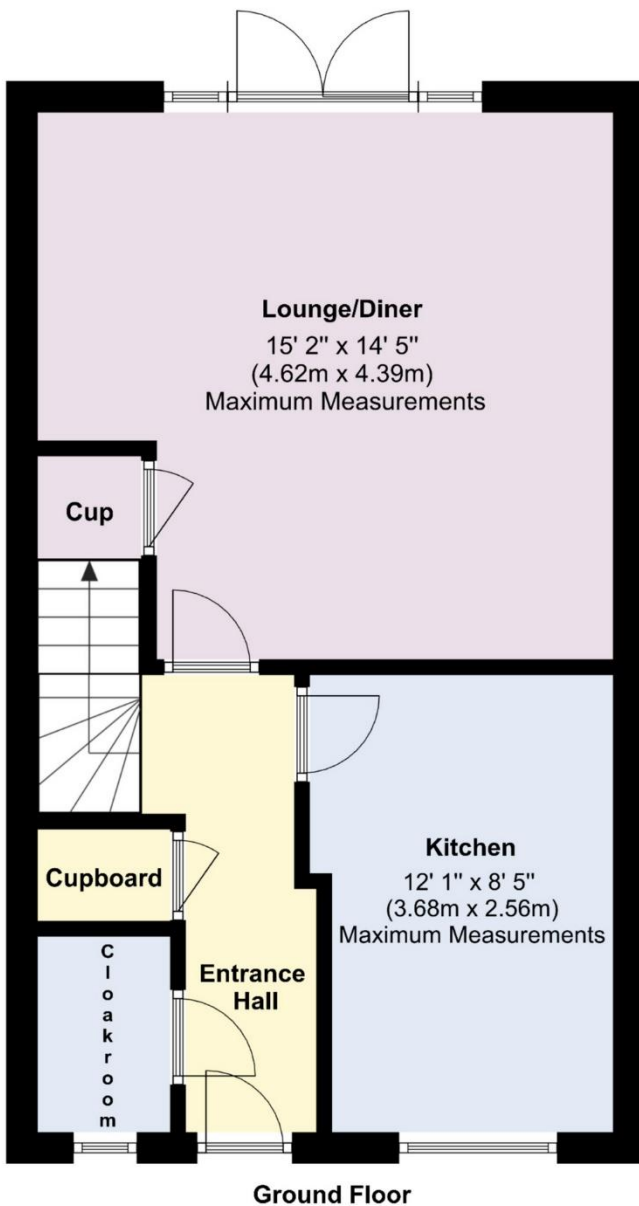 Lounge/Diner
15' 2" x 14' 5"
(4.62m x 4.39m)
Maximum Measurements
Cup
Kitchen
12' 1" x 8' 5"
(3.68m x 2.56m)
Maximum Measurements
Cupboard
Entrance
Hall
Cloakroom
Ground Floor